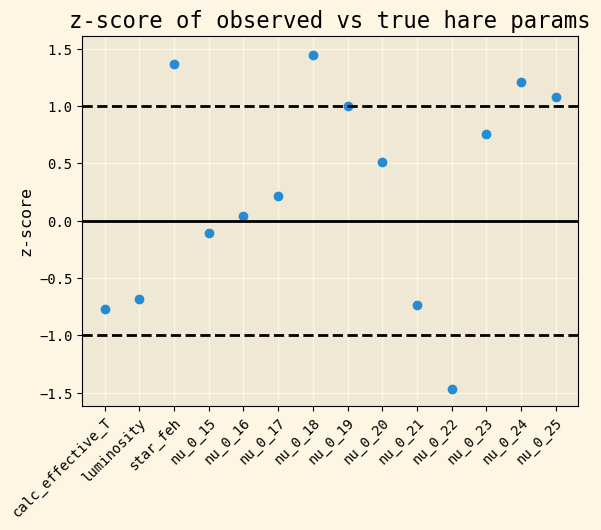 z-score of observed vs true hare params
1.5
1.0
0.5
0.0
−0.5
−1.0
−1.5
z-score
calc_effective_T
luminosity
star_feh
nu_0_15
nu_0_16
nu_0_17
nu_0_18
nu_0_19
nu_0_20
nu_0_21
nu_0_22
nu_0_23
nu_0_24
nu_0_25